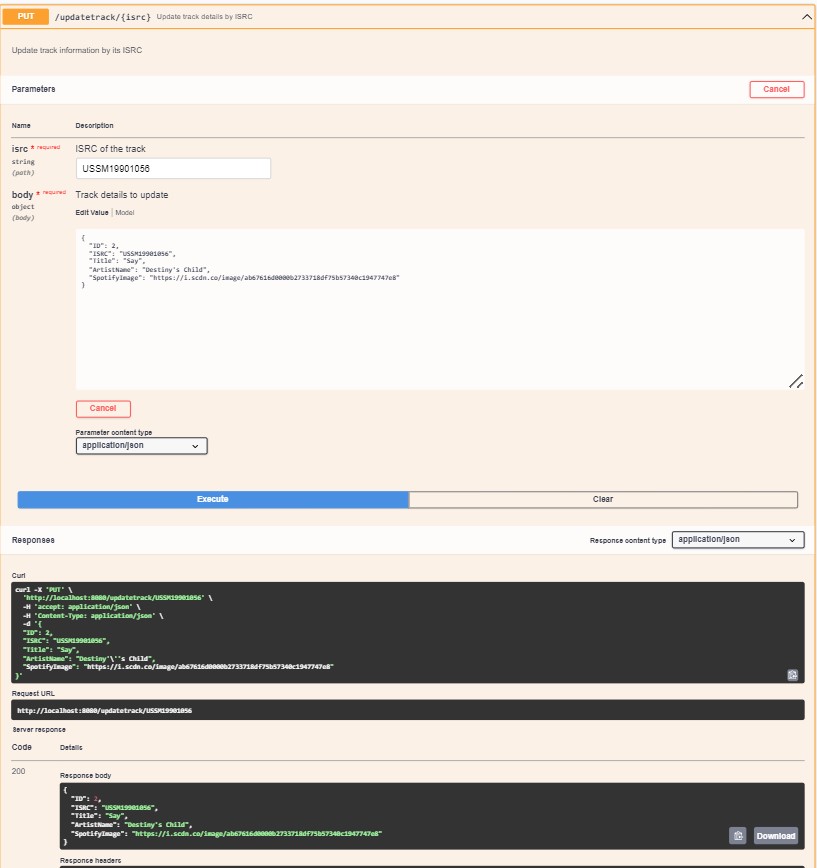 PUT /updatetrack/{isrc} Update track details by ISRC
Update track information by its ISRC
Parameters Cancel
Name Description
isrc * required ISRC of the track
string
(path)
USSM19901056
body * required Track details to update
object
(body)
Edit Value | Model
{
"ID": 2,
"ISRC": "USSM19901056",
"Title": "Say",
"ArtistName": "Destiny's Child",
"SpotifyImage": "https://i.scdn.co/image/ab67616d0000b2733718df75b57340c1947747e8"
}
Cancel
Parameter content type
application/json
Execute Clear
Responses Response content type application/json
Curl
curl -X 'PUT' \
'http://localhost:8080/updatetrack/USSM19901056' \
-H 'accept: application/json' \
-H 'Content-Type: application/json' \
-d '{
"ID": 2,
"ISRC": "USSM19901056",
"Title": "Say",
"ArtistName": "Destiny'\''s Child",
"SpotifyImage": "https://i.scdn.co/image/ab67616d0000b2733718df75b57340c1947747e8"
}'
Request URL
http://localhost:8080/updatetrack/USSM19901056
Server response
Code Details
200
Response body
{
"ID": 2,
"ISRC": "USSM19901056",
"Title": "Say",
"ArtistName": "Destiny's Child",
"SpotifyImage": "https://i.scdn.co/image/ab67616d0000b2733718df75b57340c1947747e8"
}
Download
Response headers